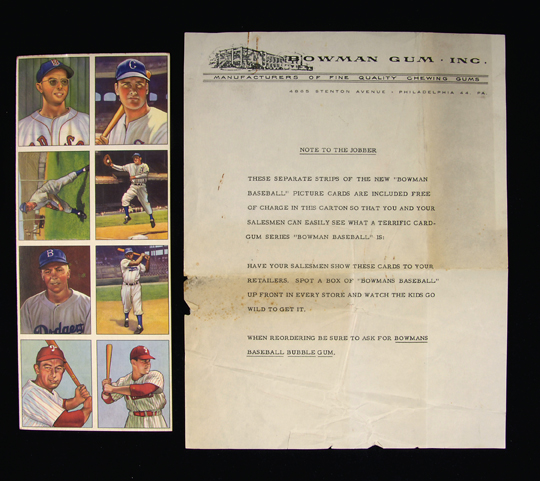 BOWMAN GUM · INC.
MANUFACTURERS OF FINE QUALITY CHEWING GUMS
STENTON AVENUE · PHILADELPHIA 44 PA
NOTE TO THE JOBBER
THESE SEPARATE STRIPS OF THE NEW "BOWMAN
BASEBALL" PICTURE CARDS ARE INCLUDED FREE
OF CHARGE IN THIS CARTON SO THAT YOU AND YOUR
SALESMEN CAN EASILY SEE WHAT A TERRIFIC CARD-
GUM SERIES "BOWMAN BASEBALL" IS:
HAVE YOUR SALESMEN SHOW THESE CARDS TO YOUR
RETAILERS. SPOT A BOX OF "BOWMANS BASEBALL"
UP FRONT IN EVERY STORE AND WATCH THE KIDS GO
WILD TO GET IT.
WHEN REORDERING BE SURE TO ASK FOR BOWMANS
BASEBALL BUBBLE GUM.
C
B
Dodgers